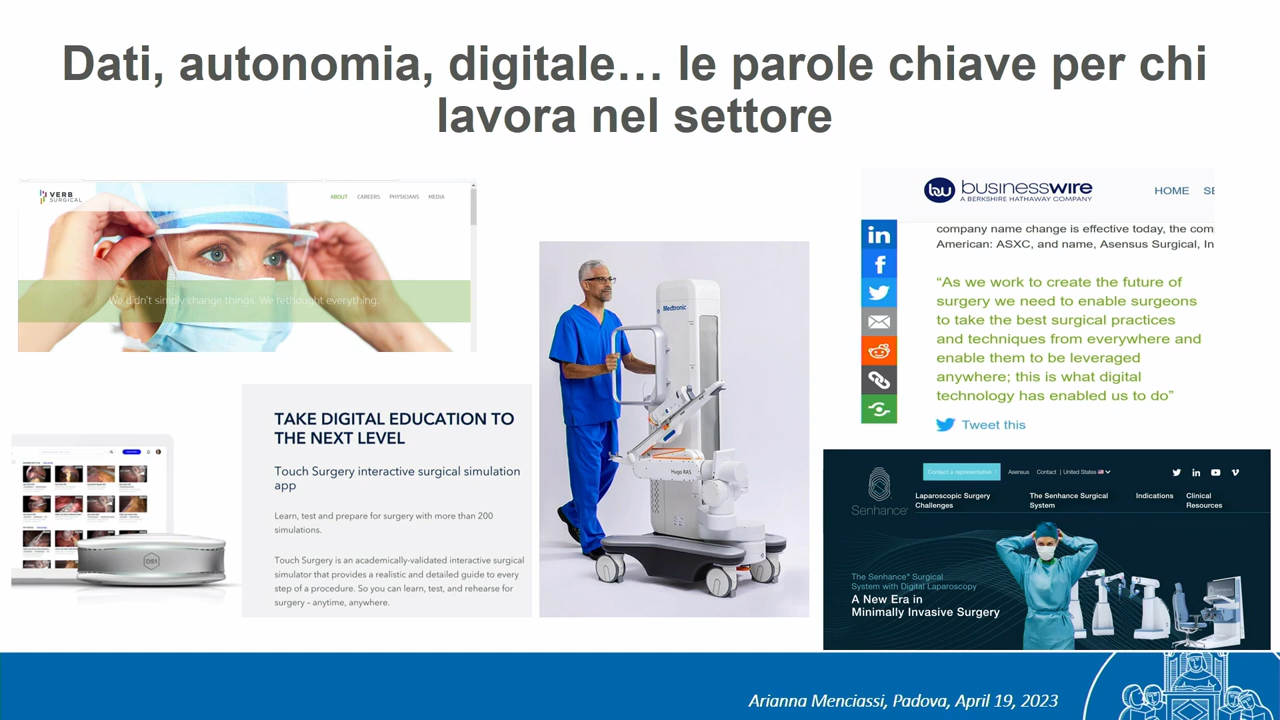 Dati, autonomia, digitale… le parole chiave per chi
lavora nel settore
VERB
SURGICAL
ABOUT CAREERS PHYSICIANS MEDIA
We didn't simply change things. We rethought everything.
DS1
TAKE DIGITAL EDUCATION TO
THE NEXT LEVEL
Touch Surgery interactive surgical simulation
app
Learn, test and prepare for surgery with more than 200
simulations.
Touch Surgery is an academically-validated interactive surgical
simulator that provides a realistic and detailed guide to every
step of a procedure. So you can learn, test, and rehearse for
surgery – anytime, anywhere.
Medtronic
Hugo RAS
bw businesswire
A BERKSHIRE HATHAWAY COMPANY
HOME SE
company name change is effective today, the com
American: ASXC, and name, Asensus Surgical, In
“As we work to create the future of
surgery we need to enable surgeons
to take the best surgical practices
and techniques from everywhere and
enable them to be leveraged
anywhere; this is what digital
technology has enabled us to do”
Tweet this
Senhance
Contact a representative
Asensus Contact United States
Laparoscopic Surgery
Challenges
The Senhance Surgical
System
Indications
Clinical
Resources
The Senhance® Surgical
System with Digital Laparoscopy
A New Era in
Minimally Invasive Surgery
Arianna Menciassi, Padova, April 19, 2023